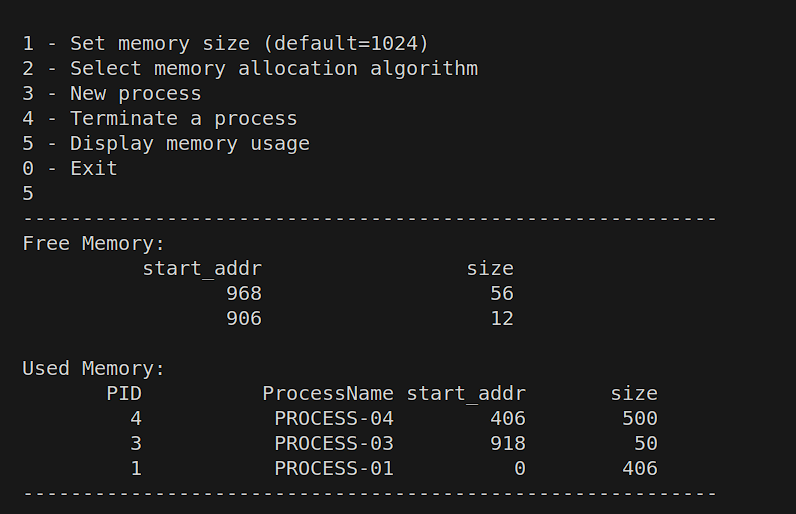 1 - Set memory size (default=1024)
2 - Select memory allocation algorithm
3 - New process
4 - Terminate a process
5 - Display memory usage
0 - Exit
5
----------------------------------------------------------
Free Memory:
          start_addr                 size
                 968                   56
                 906                   12

Used Memory:
       PID          ProcessName start_addr       size
         4           PROCESS-04        406        500
         3           PROCESS-03        918         50
         1           PROCESS-01          0        406
----------------------------------------------------------